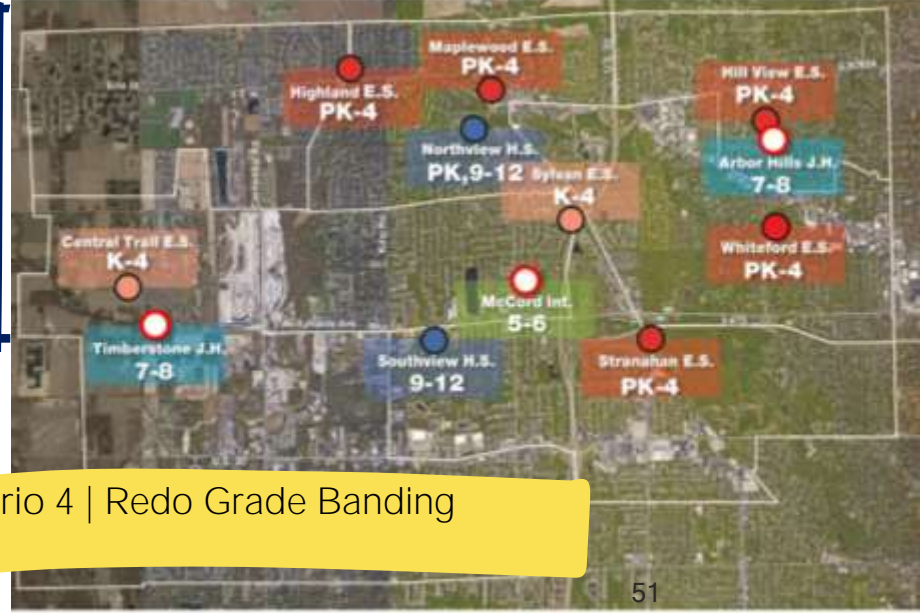 Maplewood E.S.
PK-4
Highland E.S.
PK-4
Hill View E.S.
PK-4
Northview H.S.
PK,9-12
Sylvan E.S.
K-4
Arbor Hills J.H.
7-8
Central Trail E.S.
K-4
Whiteford E.S.
PK-4
McCord Int.
5-6
Timberstone J.H.
7-8
Southview H.S.
9-12
Stranahan E.S.
PK-4
rio 4 | Redo Grade Banding
51